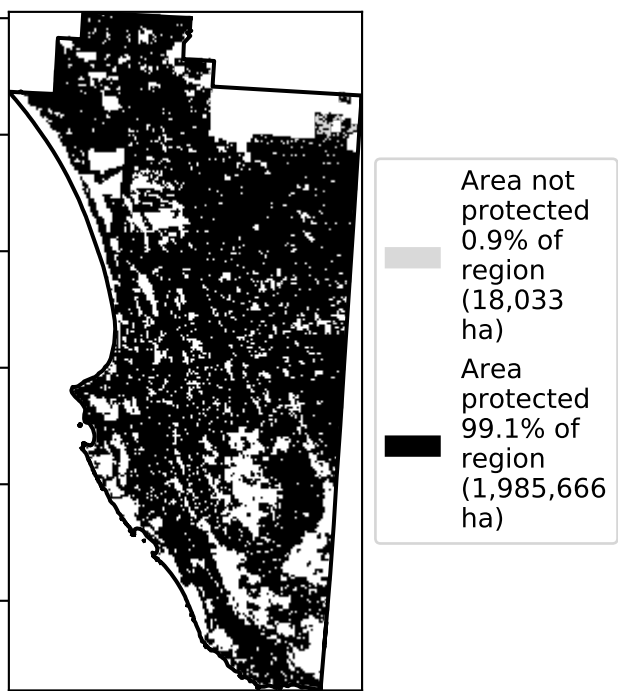 Area not
protected
0.9% of
region
(18,033
ha)
Area
protected
99.1% of
region
(1,985,666
ha)